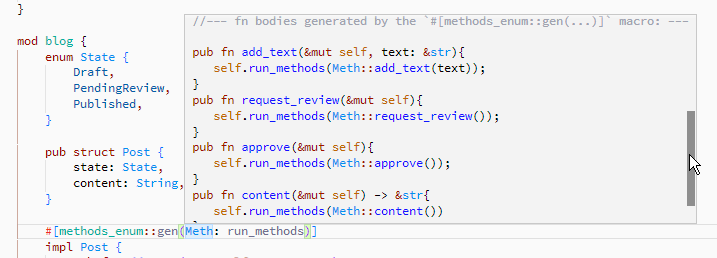 }
mod blog {
    enum State {
        Draft,
        PendingReview,
        Published,
    }
    pub struct Post {
        state: State,
        content: String,
    }
    #[methods_enum::gen(Meth: run_methods)]
    impl Post {
//--- fn bodies generated by the `#[methods_enum::gen(...)]` macro: ---
pub fn add_text(&mut self, text: &str){
   self.run_methods(Meth::add_text(text));
}
pub fn request_review(&mut self){
   self.run_methods(Meth::request_review());
}
pub fn approve(&mut self){
   self.run_methods(Meth::approve());
}
pub fn content(&mut self) -> &str{
   self.run_methods(Meth::content())